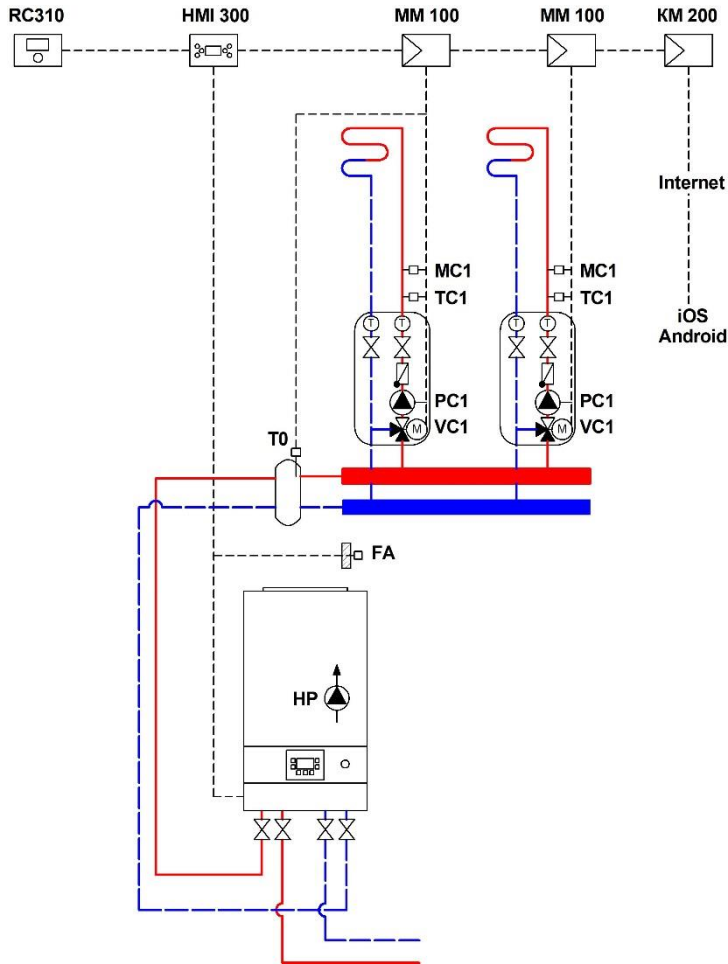 RC310
HMI 300
MM 100
MM 100
KM 200
Internet
iOS
Android
MC1
TC1
T
T
PC1
VC1
M
MC1
TC1
T
T
PC1
VC1
M
T0
FA
HP